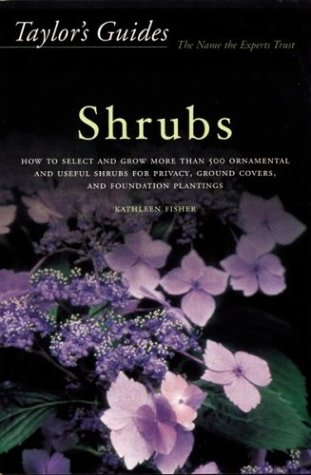 Taylor's Guides The Name the Experts Trust
Shrubs
HOW TO SELECT AND GROW MORE THAN 500 ORNAMENTAL
AND USEFUL SHRUBS FOR PRIVACY, GROUND COVERS,
AND FOUNDATION PLANTINGS
KATHLEEN FISHER